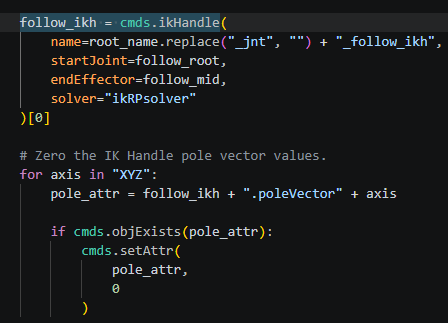 follow_ikh = cmds.ikHandle(
    name=root_name.replace("_jnt", "") + "_follow_ikh",
    startJoint=follow_root,
    endEffector=follow_mid,
    solver="ikRPsolver"
)[0]

# Zero the IK Handle pole vector values.
for axis in "XYZ":
    pole_attr = follow_ikh + ".poleVector" + axis

    if cmds.objExists(pole_attr):
        cmds.setAttr(
            pole_attr,
            0
        )